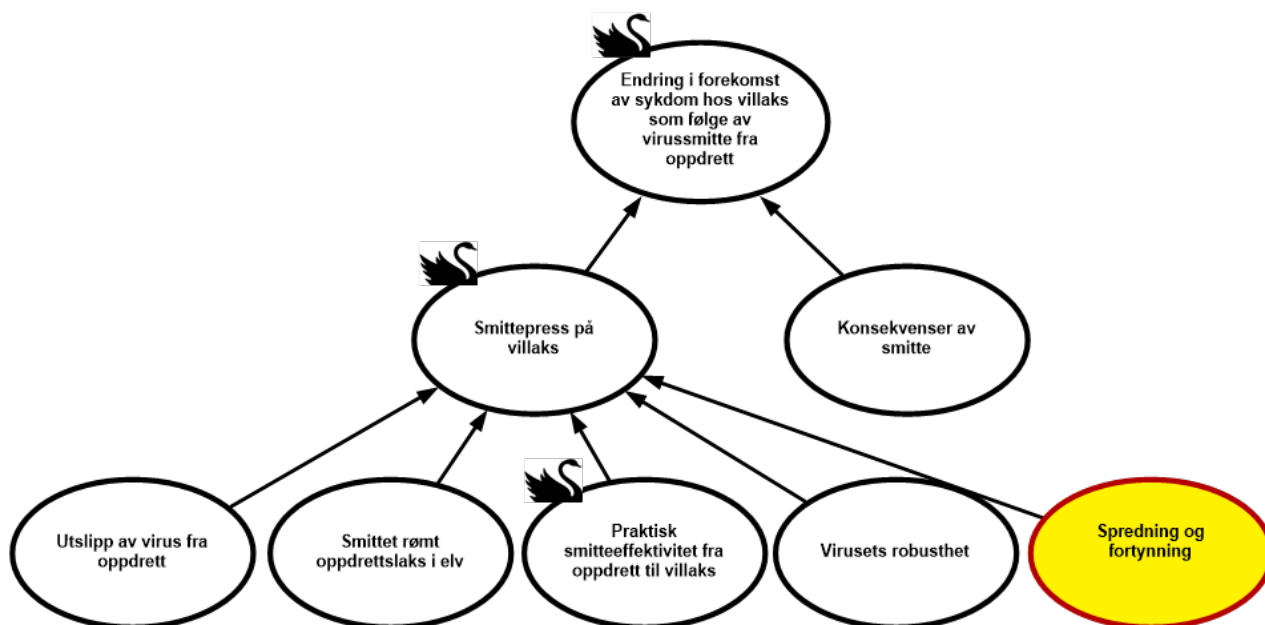 Endring i forekomst
av sykdom hos villaks
som følge av
virussmitte fra
oppdrett
Smittepress på
villaks
Konsekvenser av
smitte
Utslipp av virus fra
oppdrett
Smittet rømt
oppdrettslaks i elv
Praktisk
smitteeffektivitet fra
oppdrett til villaks
Virusets robusthet
Spredning og
fortynning